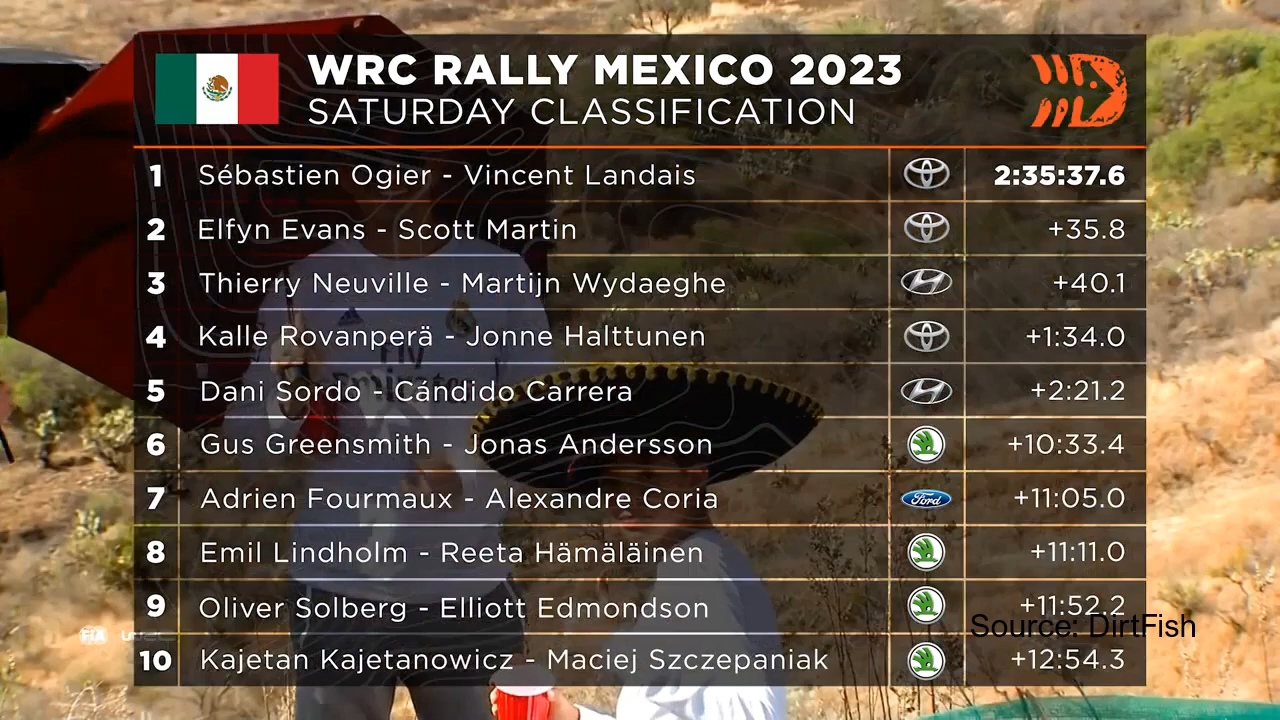 WRC RALLY MEXICO 2023
SATURDAY CLASSIFICATION
1 Sébastien Ogier - Vincent Landais 2:35:37.6
2 Elfyn Evans - Scott Martin +35.8
3 Thierry Neuville - Martijn Wydaeghe +40.1
4 Kalle Rovanperä - Jonne Halttunen +1:34.0
5 Dani Sordo - Cándido Carrera +2:21.2
6 Gus Greensmith - Jonas Andersson +10:33.4
7 Adrien Fourmaux - Alexandre Coria Ford +11:05.0
8 Emil Lindholm - Reeta Hämäläinen +11:11.0
9 Oliver Solberg - Elliott Edmondson +11:52.2
Source: DirtFish
10 Kajetan Kajetanowicz - Maciej Szczepaniak +12:54.3
FIA
Fly
Emirates